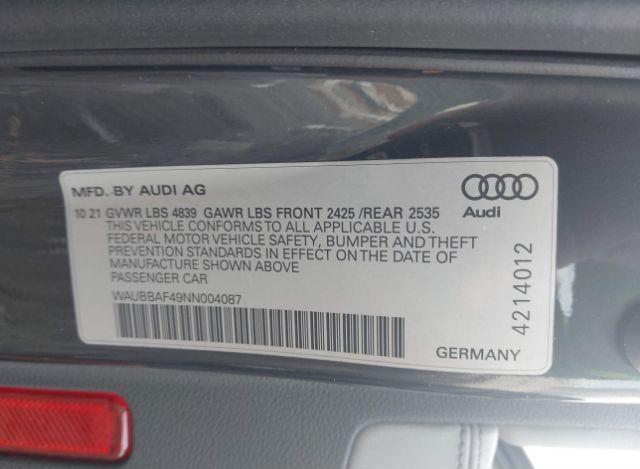 MFD. BY AUDI AG
10 21 GVWR LBS 4839 GAWR LBS FRONT 2425 /REAR 2535
THIS VEHICLE CONFORMS TO ALL APPLICABLE U.S.
FEDERAL MOTOR VEHICLE SAFETY, BUMPER AND THEFT
PREVENTION STANDARDS IN EFFECT ON THE DATE OF
MANUFACTURE SHOWN ABOVE
PASSENGER CAR
WAUBBAF49NN004087
Audi
4214012
GERMANY